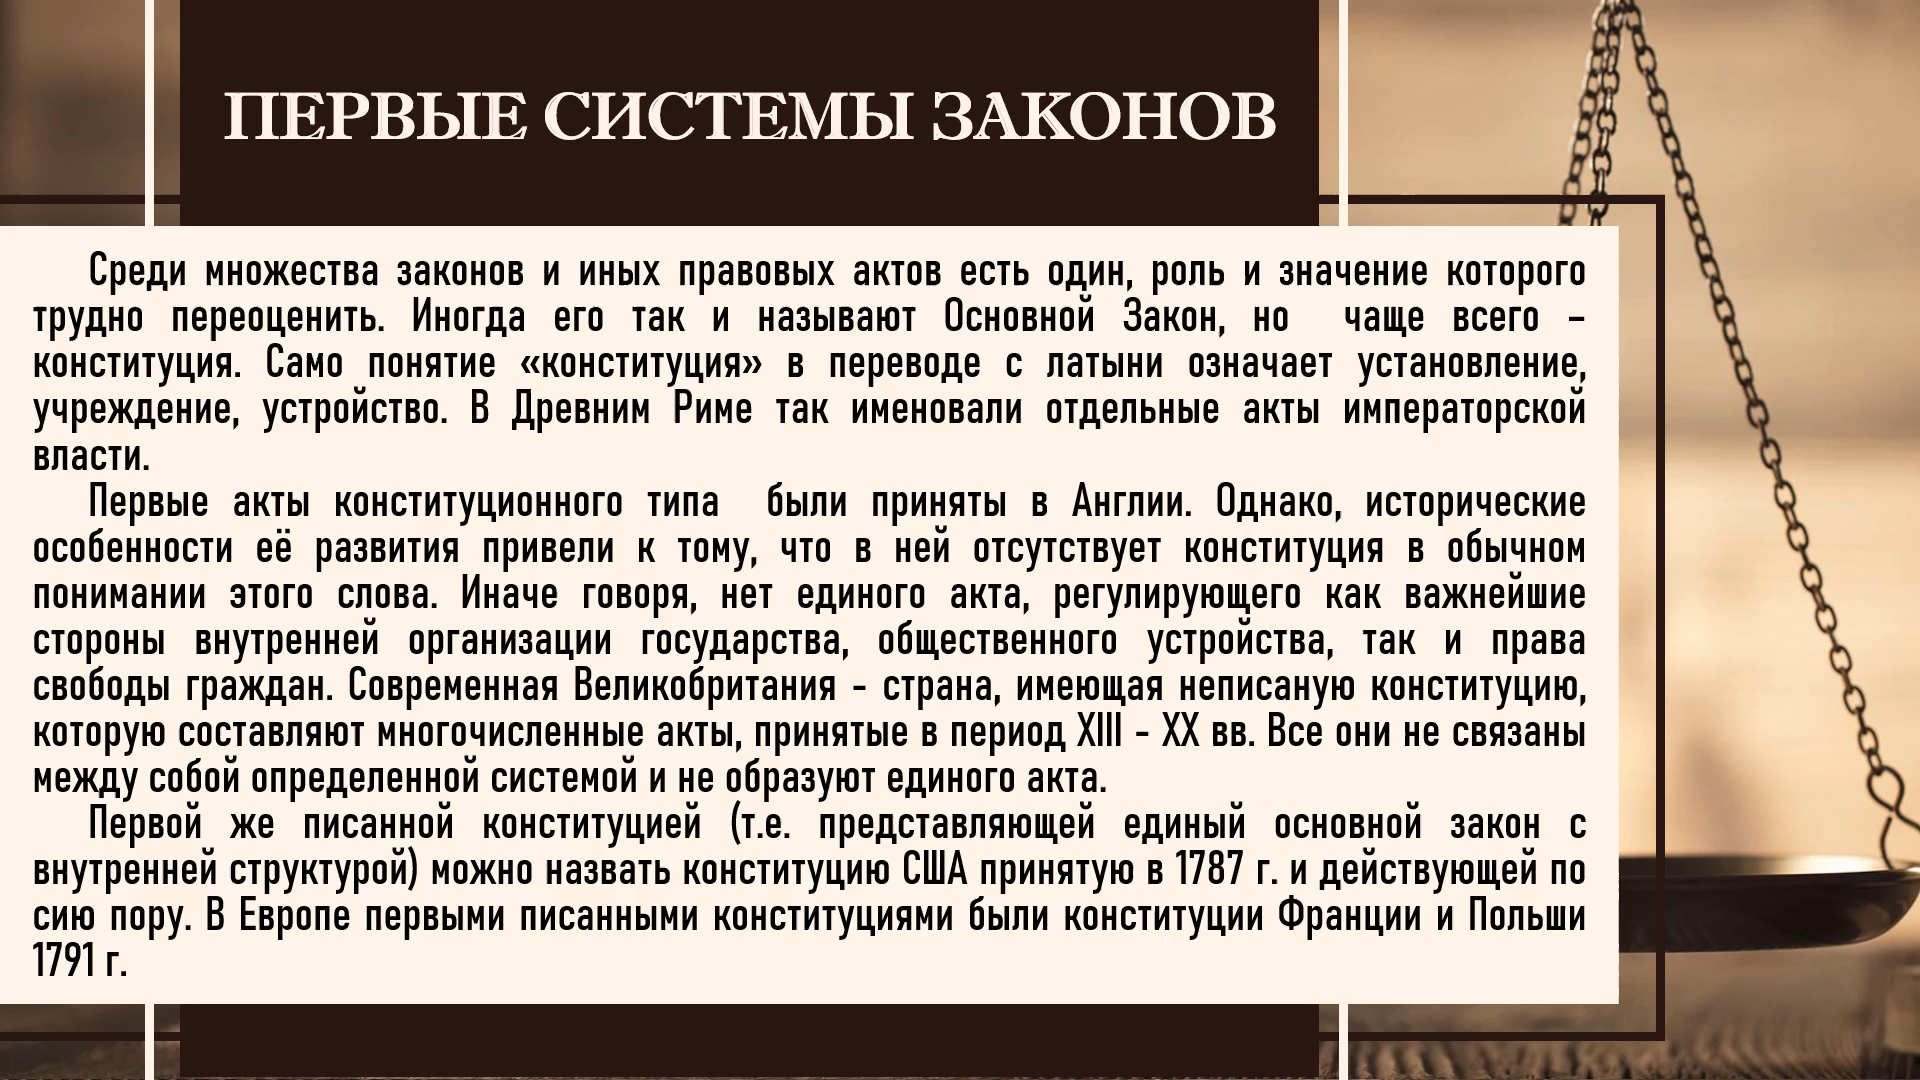 ПЕРВЫЕ СИСТЕМЫ ЗАКОНОВ
Среди множества законов и иных правовых актов есть один, роль и значение которого
трудно переоценить. Иногда его так и называют Основной Закон, но чаще всего –
конституция. Само понятие «конституция» в переводе с латыни означает установление,
учреждение, устройство. В Древним Риме так именовали отдельные акты императорской
власти.
Первые акты конституционного типа были приняты в Англии. Однако, исторические
особенности её развития привели к тому, что в ней отсутствует конституция в обычном
понимании этого слова. Иначе говоря, нет единого акта, регулирующего как важнейшие
стороны внутренней организации государства, общественного устройства, так и права
свободы граждан. Современная Великобритания - страна, имеющая неписаную конституцию,
которую составляют многочисленные акты, принятые в период XIII - XX вв. Все они не связаны
между собой определенной системой и не образуют единого акта.
Первой же писанной конституцией (т.е. представляющей единый основной закон с
внутренней структурой) можно назвать конституцию США принятую в 1787 г. и действующей по
сию пору. В Европе первыми писанными конституциями были конституции Франции и Польши
1791 г.